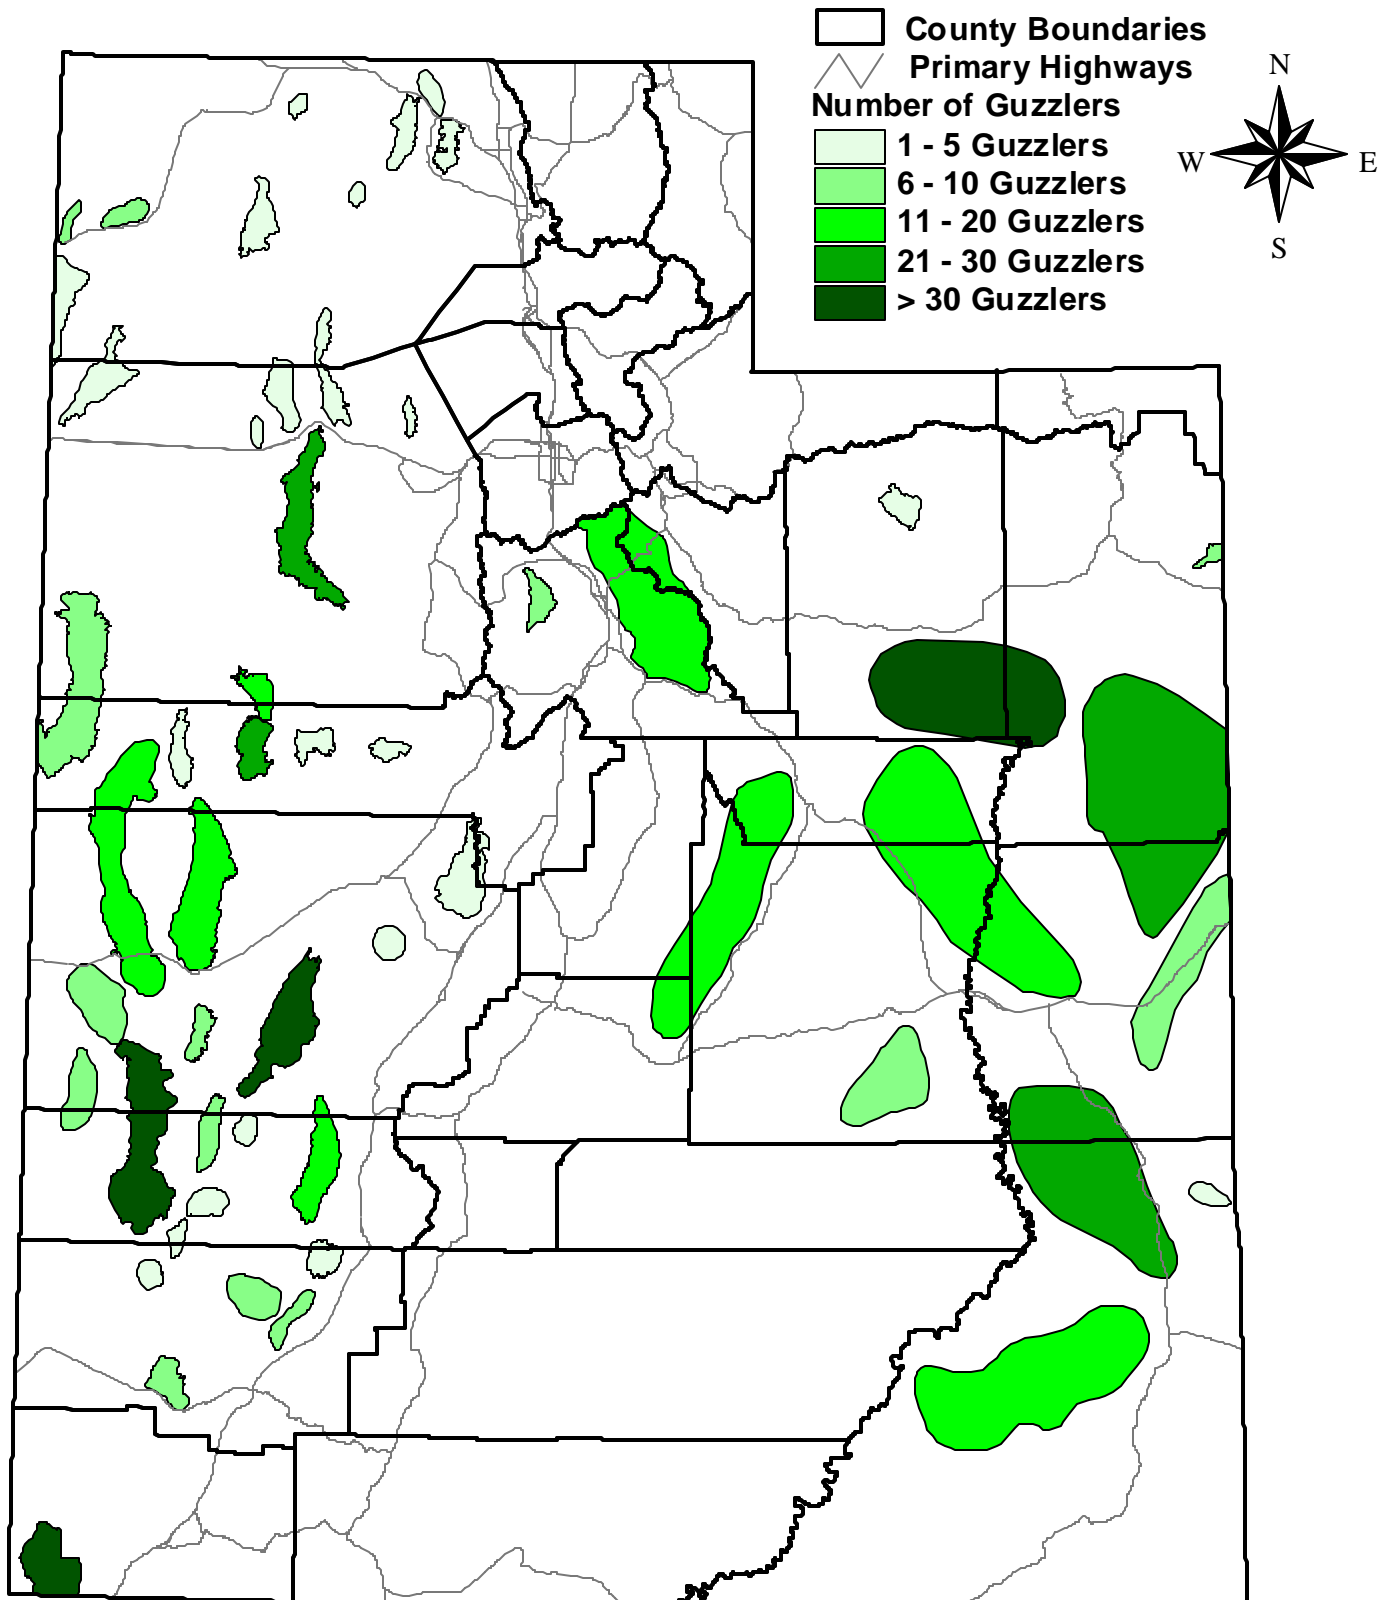 County Boundaries
Primary Highways
Number of Guzzlers
1 - 5 Guzzlers
6 - 10 Guzzlers
11 - 20 Guzzlers
21 - 30 Guzzlers
> 30 Guzzlers
N
W
E
S